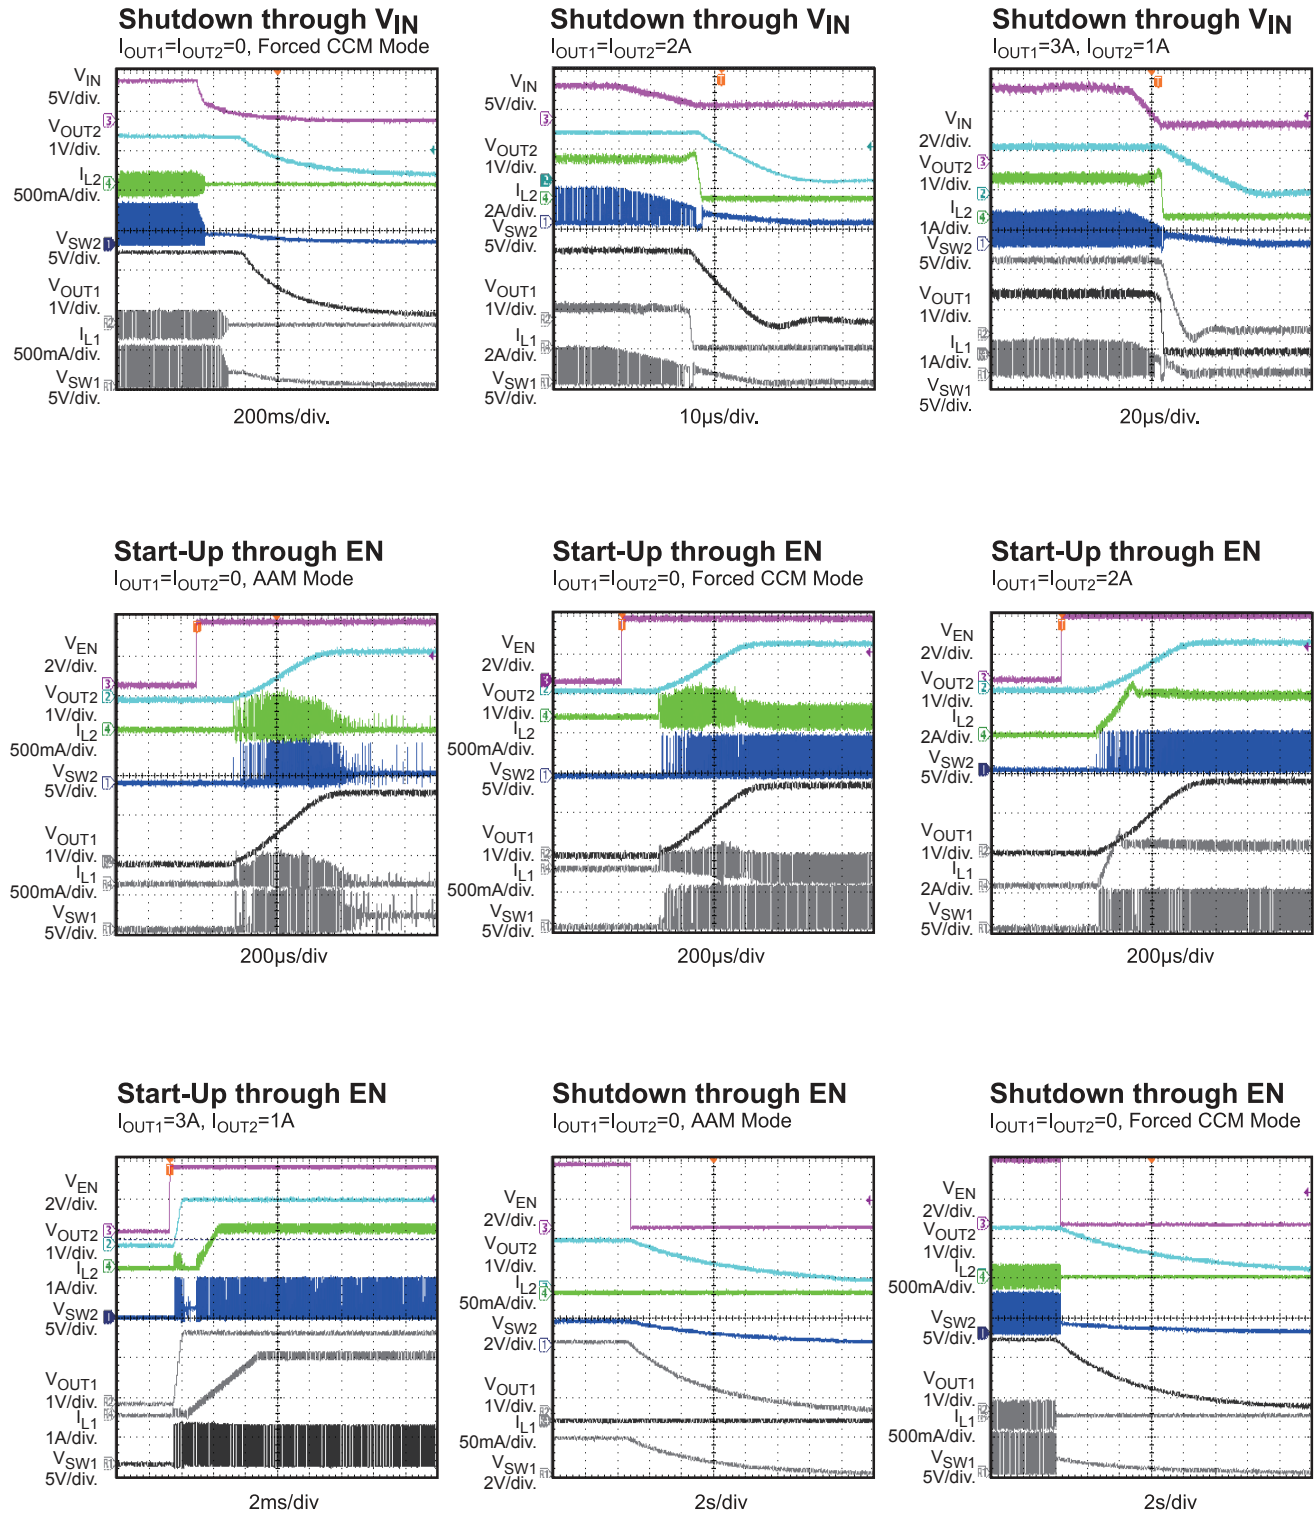 Shutdown through VIN
IOUT1=IOUT2=0, Forced CCM Mode
VIN
5V/div.
VOUT2
1V/div.
IL2
500mA/div.
VSW2
5V/div.
VOUT1
1V/div.
IL1
500mA/div.
VSW1
5V/div.
200ms/div.
Shutdown through VIN
IOUT1=IOUT2=2A
VIN
5V/div.
VOUT2
1V/div.
IL2
2A/div.
VSW2
5V/div.
VOUT1
1V/div.
IL1
2A/div.
VSW1
5V/div.
10µs/div.
Shutdown through VIN
IOUT1=3A, IOUT2=1A
VIN
2V/div.
VOUT2
1V/div.
IL2
1A/div.
VSW2
5V/div.
VOUT1
1V/div.
IL1
1A/div.
VSW1
5V/div.
20µs/div.
Start-Up through EN
IOUT1=IOUT2=0, AAM Mode
VEN
2V/div.
VOUT2
1V/div.
IL2
500mA/div.
VSW2
5V/div.
VOUT1
1V/div.
IL1
500mA/div.
VSW1
5V/div.
200µs/div
Start-Up through EN
IOUT1=IOUT2=0, Forced CCM Mode
VEN
2V/div.
VOUT2
1V/div.
IL2
500mA/div.
VSW2
5V/div.
VOUT1
1V/div.
IL1
500mA/div.
VSW1
5V/div.
200µs/div
Start-Up through EN
IOUT1=IOUT2=2A
VEN
2V/div.
VOUT2
1V/div.
IL2
2A/div.
VSW2
5V/div.
VOUT1
1V/div.
IL1
2A/div.
VSW1
5V/div.
200µs/div
Start-Up through EN
IOUT1=3A, IOUT2=1A
VEN
2V/div.
VOUT2
1V/div.
IL2
1A/div.
VSW2
5V/div.
VOUT1
1V/div.
IL1
1A/div.
VSW1
5V/div.
2ms/div
Shutdown through EN
IOUT1=IOUT2=0, AAM Mode
VEN
2V/div.
VOUT2
1V/div.
IL2
50mA/div.
VSW2
2V/div.
VOUT1
1V/div.
IL1
50mA/div.
VSW1
2V/div.
2s/div
Shutdown through EN
IOUT1=IOUT2=0, Forced CCM Mode
VEN
2V/div.
VOUT2
1V/div.
IL2
500mA/div.
VSW2
5V/div.
VOUT1
1V/div.
IL1
500mA/div.
VSW1
5V/div.
2s/div